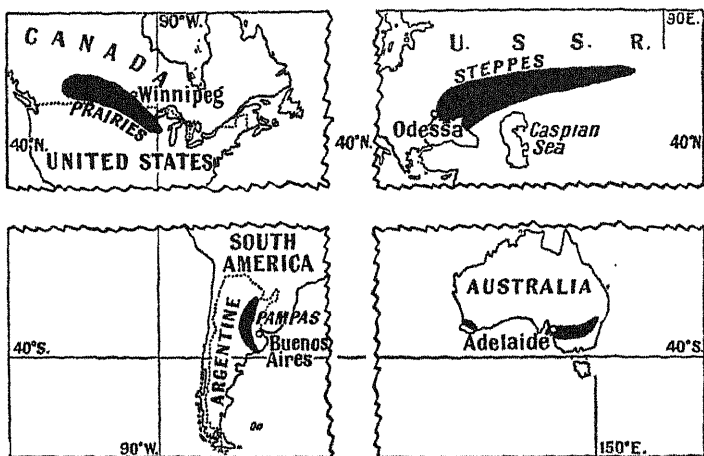 90°W.
CANADA
Winnipeg
PRAIRIES
40°N.
UNITED STATES
90E.
U. S. S. R.
STEPPES
Odessa
Caspian
Sea
40°N.
40°N
SOUTH
AMERICA
ARGENTINE
PAMPAS
Buenos
Aires
40°S.
90°W.
AUSTRALIA
Adelaide
40°S.
150°E.